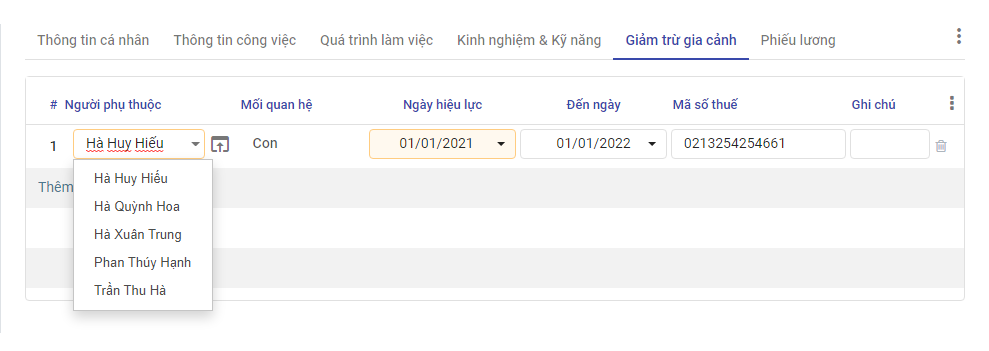 Thông tin cá nhân Thông tin công việc Quá trình làm việc Kinh nghiệm & Kỹ năng Giảm trừ gia cảnh Phiếu lương
# Người phụ thuộc Mối quan hệ Ngày hiệu lực Đến ngày Mã số thuế Ghi chú
1 Hà Huy Hiếu Con 01/01/2021 01/01/2022 0213254254661
Thêm
Hà Huy Hiếu
Hà Quỳnh Hoa
Hà Xuân Trung
Phan Thúy Hạnh
Trần Thu Hà